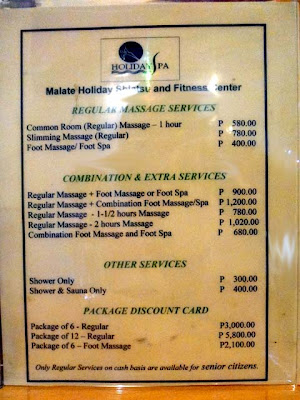 HOLIDAY SPA
Malate Holiday Shiatsu and Fitness Center
REGULAR MASSAGE SERVICES
Common Room (Regular) Massage – 1 hour P 580.00
Slimming Massage (Regular) P 780.00
Foot Massage/ Foot Spa P 400.00
COMBINATION & EXTRA SERVICES
Regular Massage + Foot Massage or Foot Spa P 900.00
Regular Massage + Combination Foot Massage/Spa P 1,200.00
Regular Massage - 1-1/2 hours Massage P 780.00
Regular Massage - 2 hours Massage P 1,020.00
Combination Foot Massage and Foot Spa P 680.00
OTHER SERVICES
Shower Only P 300.00
Shower & Sauna Only P 400.00
PACKAGE DISCOUNT CARD
Package of 6 - Regular P3,000.00
Package of 12 – Regular P 5,800.00
Package of 6 – Foot Massage P2,100.00
Only Regular Services on cash basis are available for senior citizens.